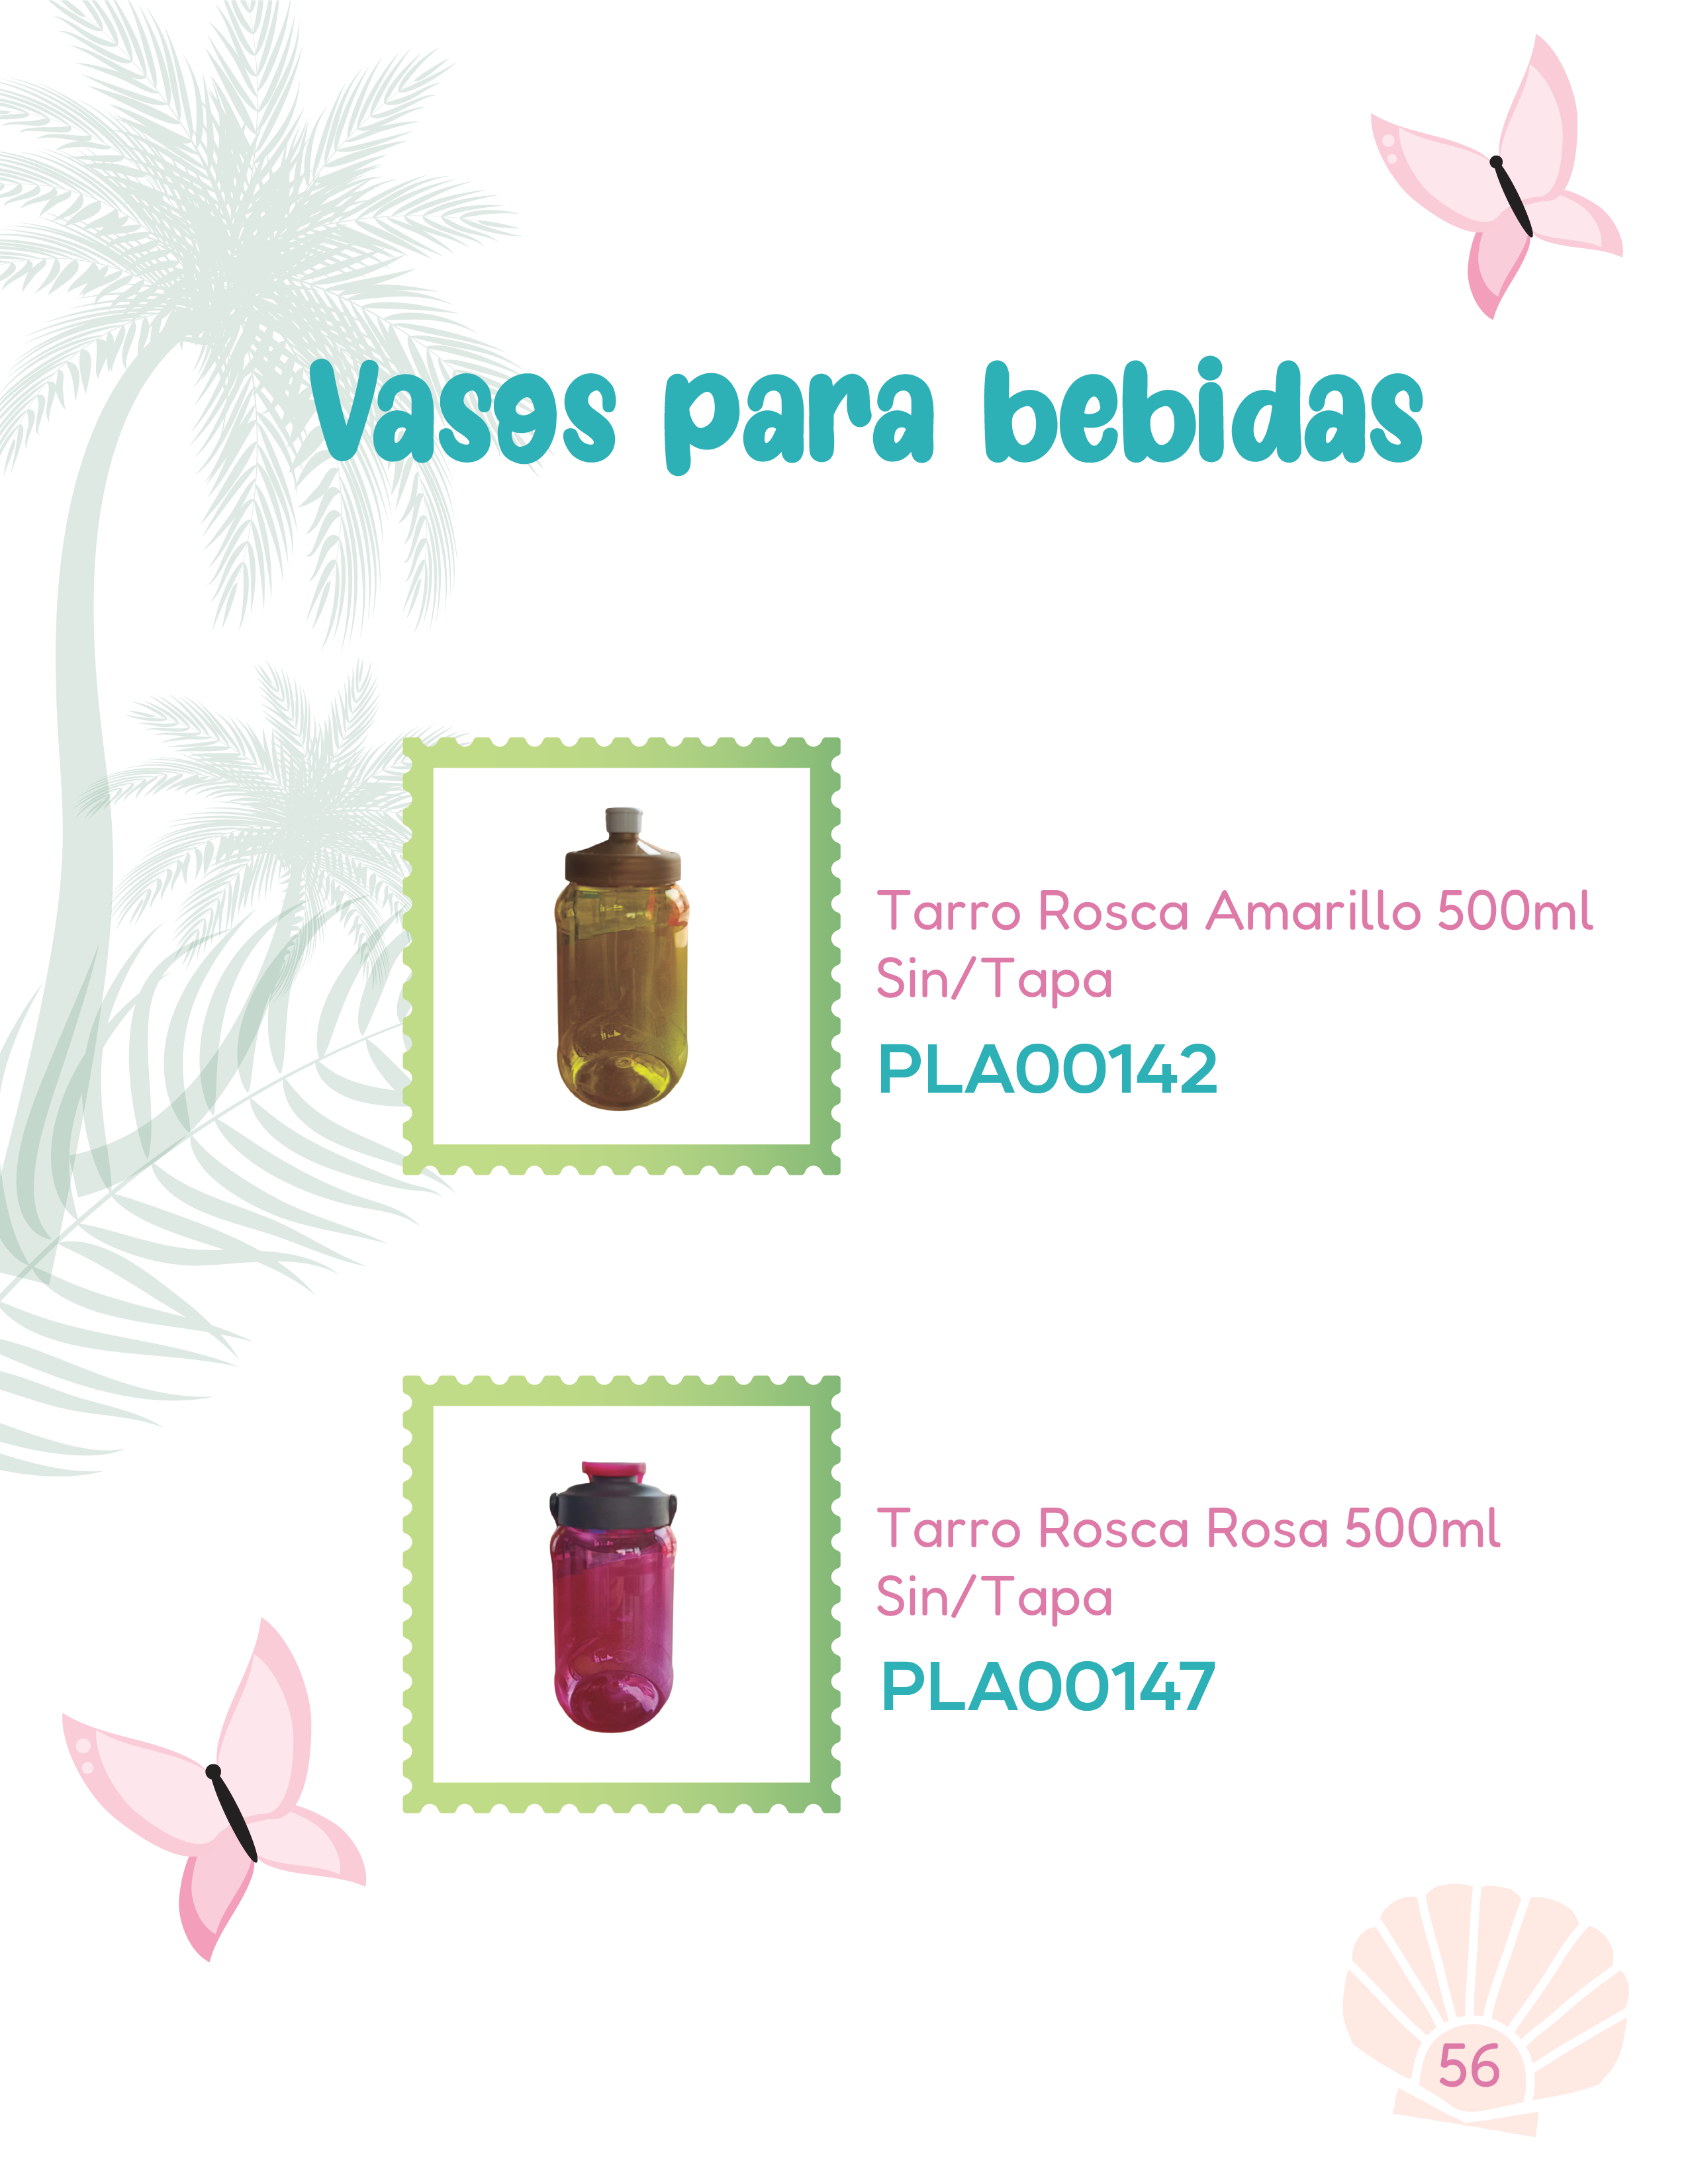 Vasos para bebidas
Tarro Rosca Amarillo 500ml
Sin/Tapa
PLA00142
Tarro Rosca Rosa 500ml
Sin/Tapa
PLA00147
56